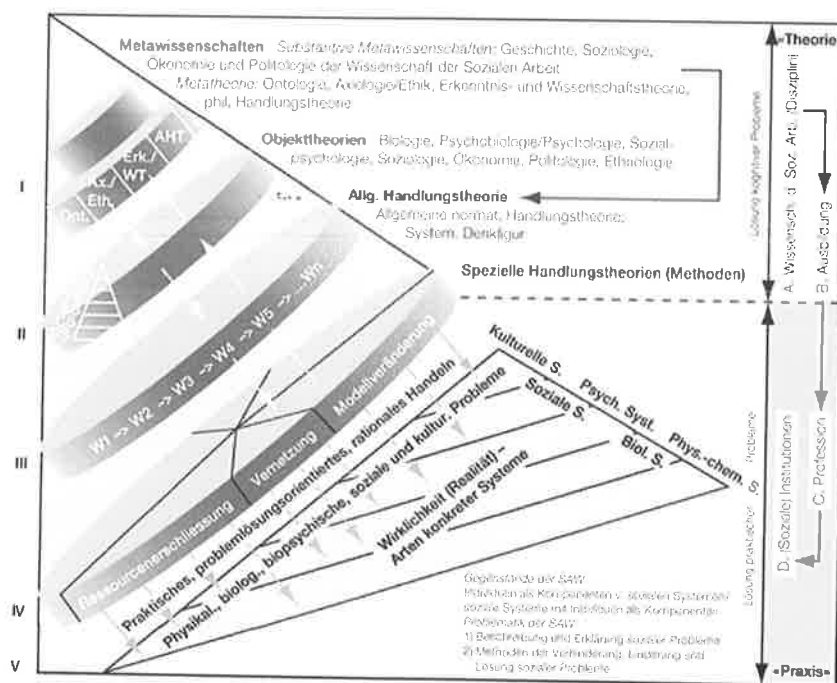 Metawissenschaften Substantive Metawissenschaften: Geschichte, Soziologie,
Ökonomie und Politologie der Wissenschaft der Sozialen Arbeit
Metatheorie: Ontologie, Axiologie/Ethik, Erkenntnis- und Wissenschaftstheorie,
phil. Handlungstheorie
Objekttheorien Biologie, Psychobiologie/Psychologie, Sozial-
psychologie, Soziologie, Ökonomie, Politologie, Ethnologie
Allg. Handlungstheorie
Allgemeine normat. Handlungstheorie;
System. Denkfigur
Spezielle Handlungstheorien (Methoden)
I
II
III
IV
V
AHT.
Erk./
WT
Ax./
Eth.
Ont.
W1 -> W2 -> W3 -> W4 -> W5 -> ...Wn
Ressourcenerschliessung
Vernetzung
Modellveränderung
Praktisches, problemlösungsorientiertes, rationales Handeln
Physikal., biolog., biopsychische, soziale und kultur. Probleme
Wirklichkeit (Realität) –
Arten konkreter Systeme
Kulturelle S.
Psych. Syst.
Phys.-chem. S.
Soziale S.
Biol. S.
Gegenstände der SAW:
Individuen als Komponenten v. sozialen Systemen/
soziale Systeme mit Individuen als Komponenten
Problematik der SAW:
1) Beschreibung und Erklärung sozialer Probleme
2) Methoden der Verhinderung, Linderung und
Lösung sozialer Probleme
«Theorie
Lösung kognitiver Probleme
A. Wissensch. d. Soz. Arb. (Disziplin)
B. Ausbildung
Lösung praktischer Probleme
D. (Soziale) Institutionen
C. Profession
«Praxis»